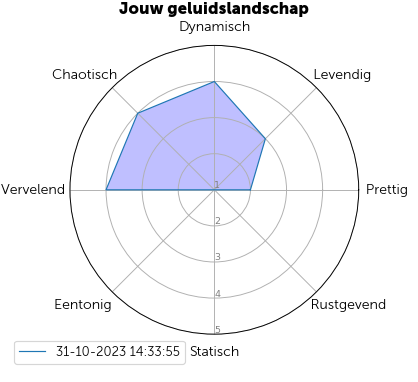 Jouw geluidslandschap
Dynamisch
Chaotisch
Levendig
Vervelend
1
Prettig
2
3
4
Eentonig
Rustgevend
5
31-10-2023 14:33:55
Statisch